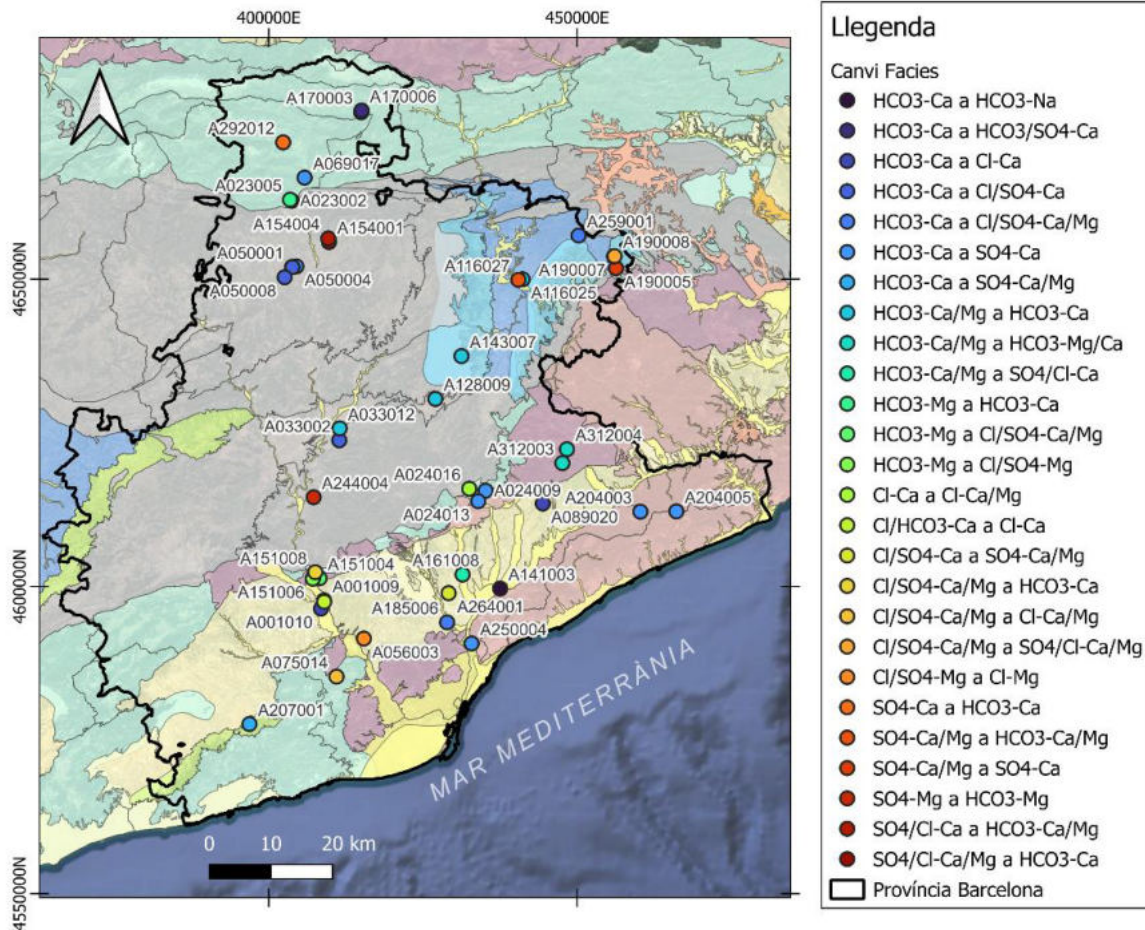 400000E
450000E
4650000N
4600000N
4550000N
4650000N
4600000N
4550000N
A170003
A170006
A292012
A069017
A023005
A023002
A154004
A154001
A259001
A190008
A050001
A116027
A190007
A050004
A116025
A190005
A050008
A143007
A128009
A033012
A033002
A312004
A312003
A024016
A244004
A024009
A204003
A204005
A024013
A089020
A151008
A151004
A161008
A141003
A151006
A001009
A185006
A264001
A001010
A250004
A056003
A075014
A207001
MAR MEDITERRÀNIA
0 10 20 km
Llegenda
Canvi Facies
HCO3-Ca a HCO3-Na
HCO3-Ca a HCO3/SO4-Ca
HCO3-Ca a Cl-Ca
HCO3-Ca a Cl/SO4-Ca
HCO3-Ca a Cl/SO4-Ca/Mg
HCO3-Ca a SO4-Ca
HCO3-Ca a SO4-Ca/Mg
HCO3-Ca/Mg a HCO3-Ca
HCO3-Ca/Mg a HCO3-Mg/Ca
HCO3-Ca/Mg a SO4/Cl-Ca
HCO3-Mg a HCO3-Ca
HCO3-Mg a Cl/SO4-Ca/Mg
HCO3-Mg a Cl/SO4-Mg
Cl-Ca a Cl-Ca/Mg
Cl/HCO3-Ca a Cl-Ca
Cl/SO4-Ca a SO4-Ca/Mg
Cl/SO4-Ca/Mg a HCO3-Ca
Cl/SO4-Ca/Mg a Cl-Ca/Mg
Cl/SO4-Ca/Mg a SO4/Cl-Ca/Mg
Cl/SO4-Mg a Cl-Mg
SO4-Ca a HCO3-Ca
SO4-Ca/Mg a HCO3-Ca/Mg
SO4-Ca/Mg a SO4-Ca
SO4-Mg a HCO3-Mg
SO4/Cl-Ca a HCO3-Ca/Mg
SO4/Cl-Ca/Mg a HCO3-Ca
Província Barcelona